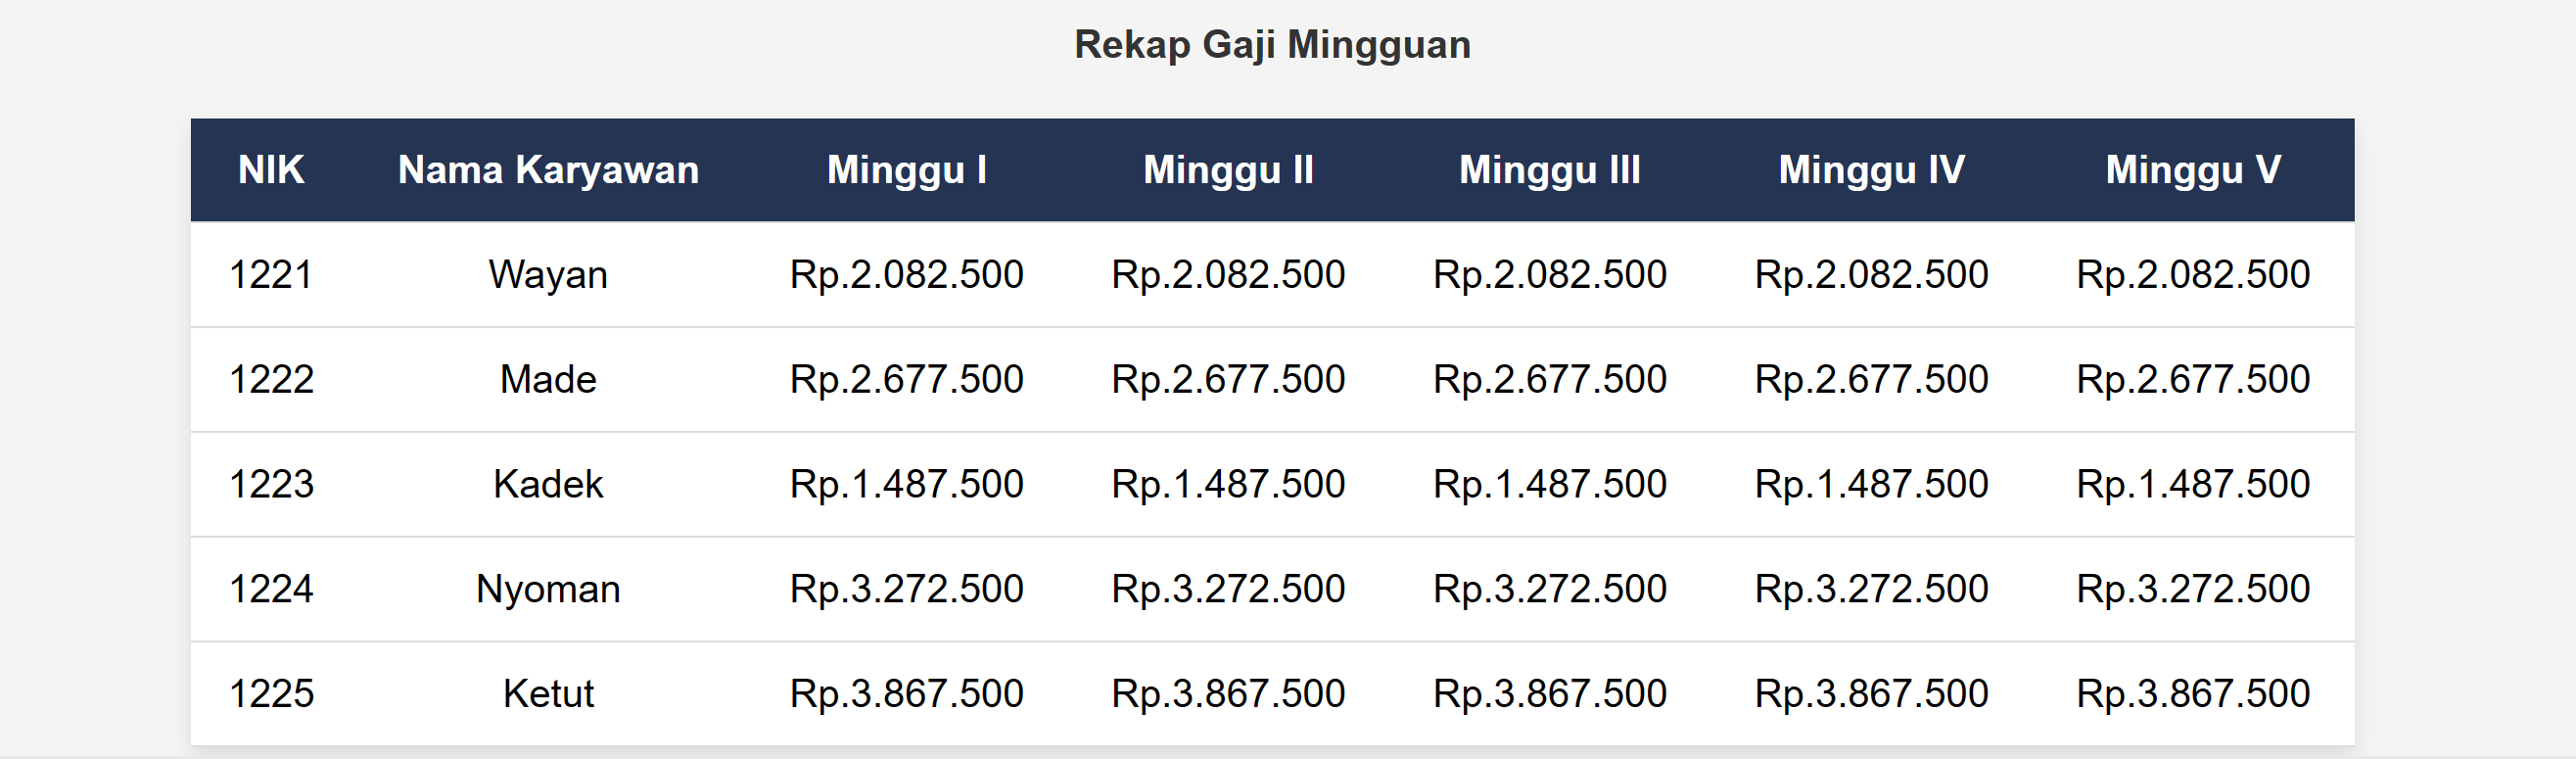 Rekap Gaji Mingguan
NIK Nama Karyawan Minggu I Minggu II Minggu III Minggu IV Minggu V
1221 Wayan Rp.2.082.500 Rp.2.082.500 Rp.2.082.500 Rp.2.082.500 Rp.2.082.500
1222 Made Rp.2.677.500 Rp.2.677.500 Rp.2.677.500 Rp.2.677.500 Rp.2.677.500
1223 Kadek Rp.1.487.500 Rp.1.487.500 Rp.1.487.500 Rp.1.487.500 Rp.1.487.500
1224 Nyoman Rp.3.272.500 Rp.3.272.500 Rp.3.272.500 Rp.3.272.500 Rp.3.272.500
1225 Ketut Rp.3.867.500 Rp.3.867.500 Rp.3.867.500 Rp.3.867.500 Rp.3.867.500